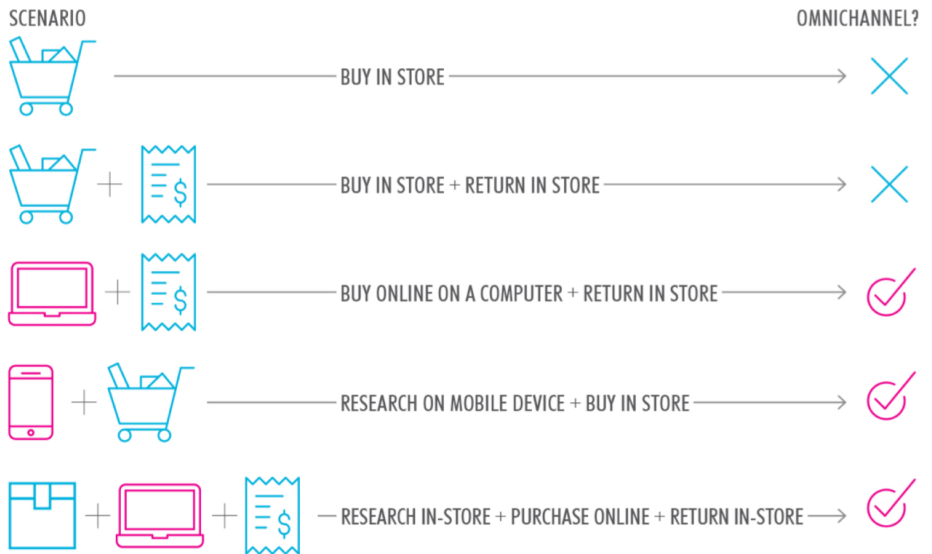 SCENARIO OMNICHANNEL?
BUY IN STORE
BUY IN STORE + RETURN IN STORE
$
BUY ONLINE ON A COMPUTER + RETURN IN STORE
$
RESEARCH ON MOBILE DEVICE + BUY IN STORE
RESEARCH IN-STORE + PURCHASE ONLINE + RETURN IN-STORE
$